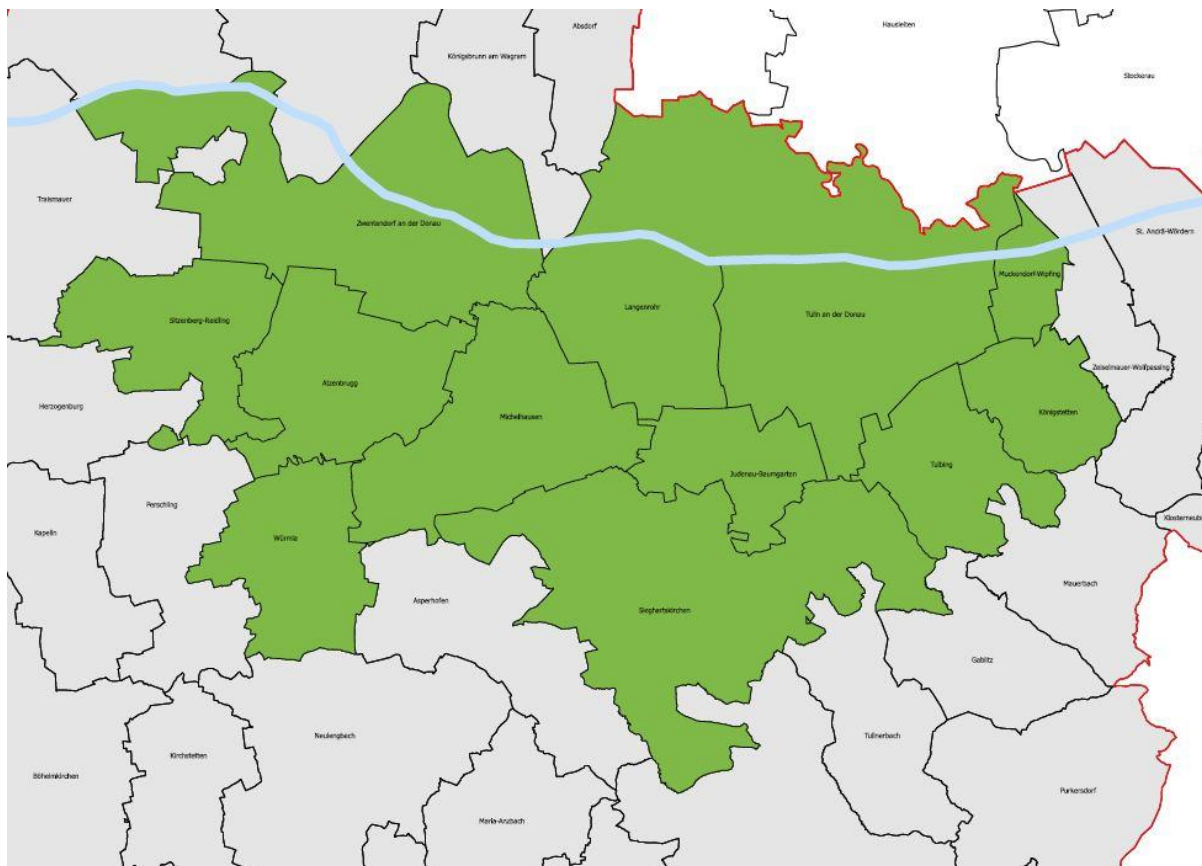 Absdorf
Hausleiten
Königsbrunn am Wagram
Stockerau
Traismauer
Zwentendorf an der Donau
St. Andrä-Wördern
Muckendorf-Wipfing
Sitzenberg-Reidling
Langenrohr
Tulln an der Donau
Zeiselmauer-Wolfpassing
Atzenbrugg
Herzogenburg
Michelhausen
Königstetten
Tulbing
Judenau-Baumgarten
Perschling
Klosterneub
Kapelln
Würmla
Mauerbach
Asperhofen
Sieghartskirchen
Gablitz
Neulengbach
Tullnerbach
Kirchstetten
Böheimkirchen
Purkersdorf
Maria-Anzbach